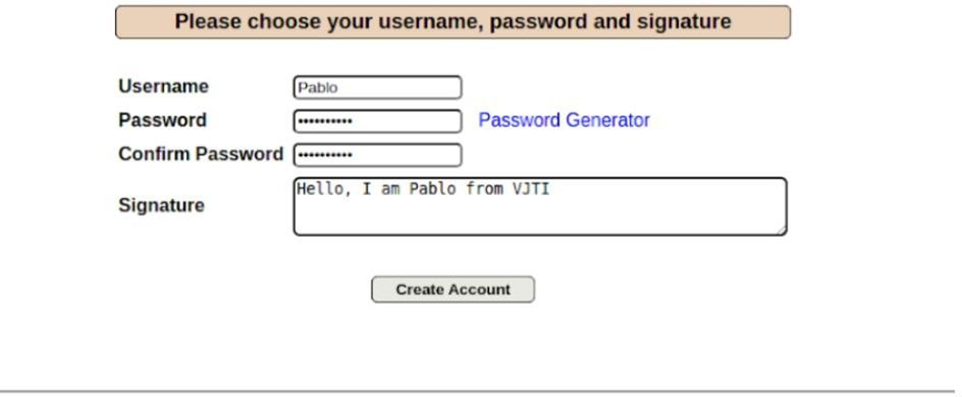 Please choose your username, password and signature
Username Pablo
Password •••••••••• Password Generator
Confirm Password ••••••••••
Signature Hello, I am Pablo from VJTI
Create Account